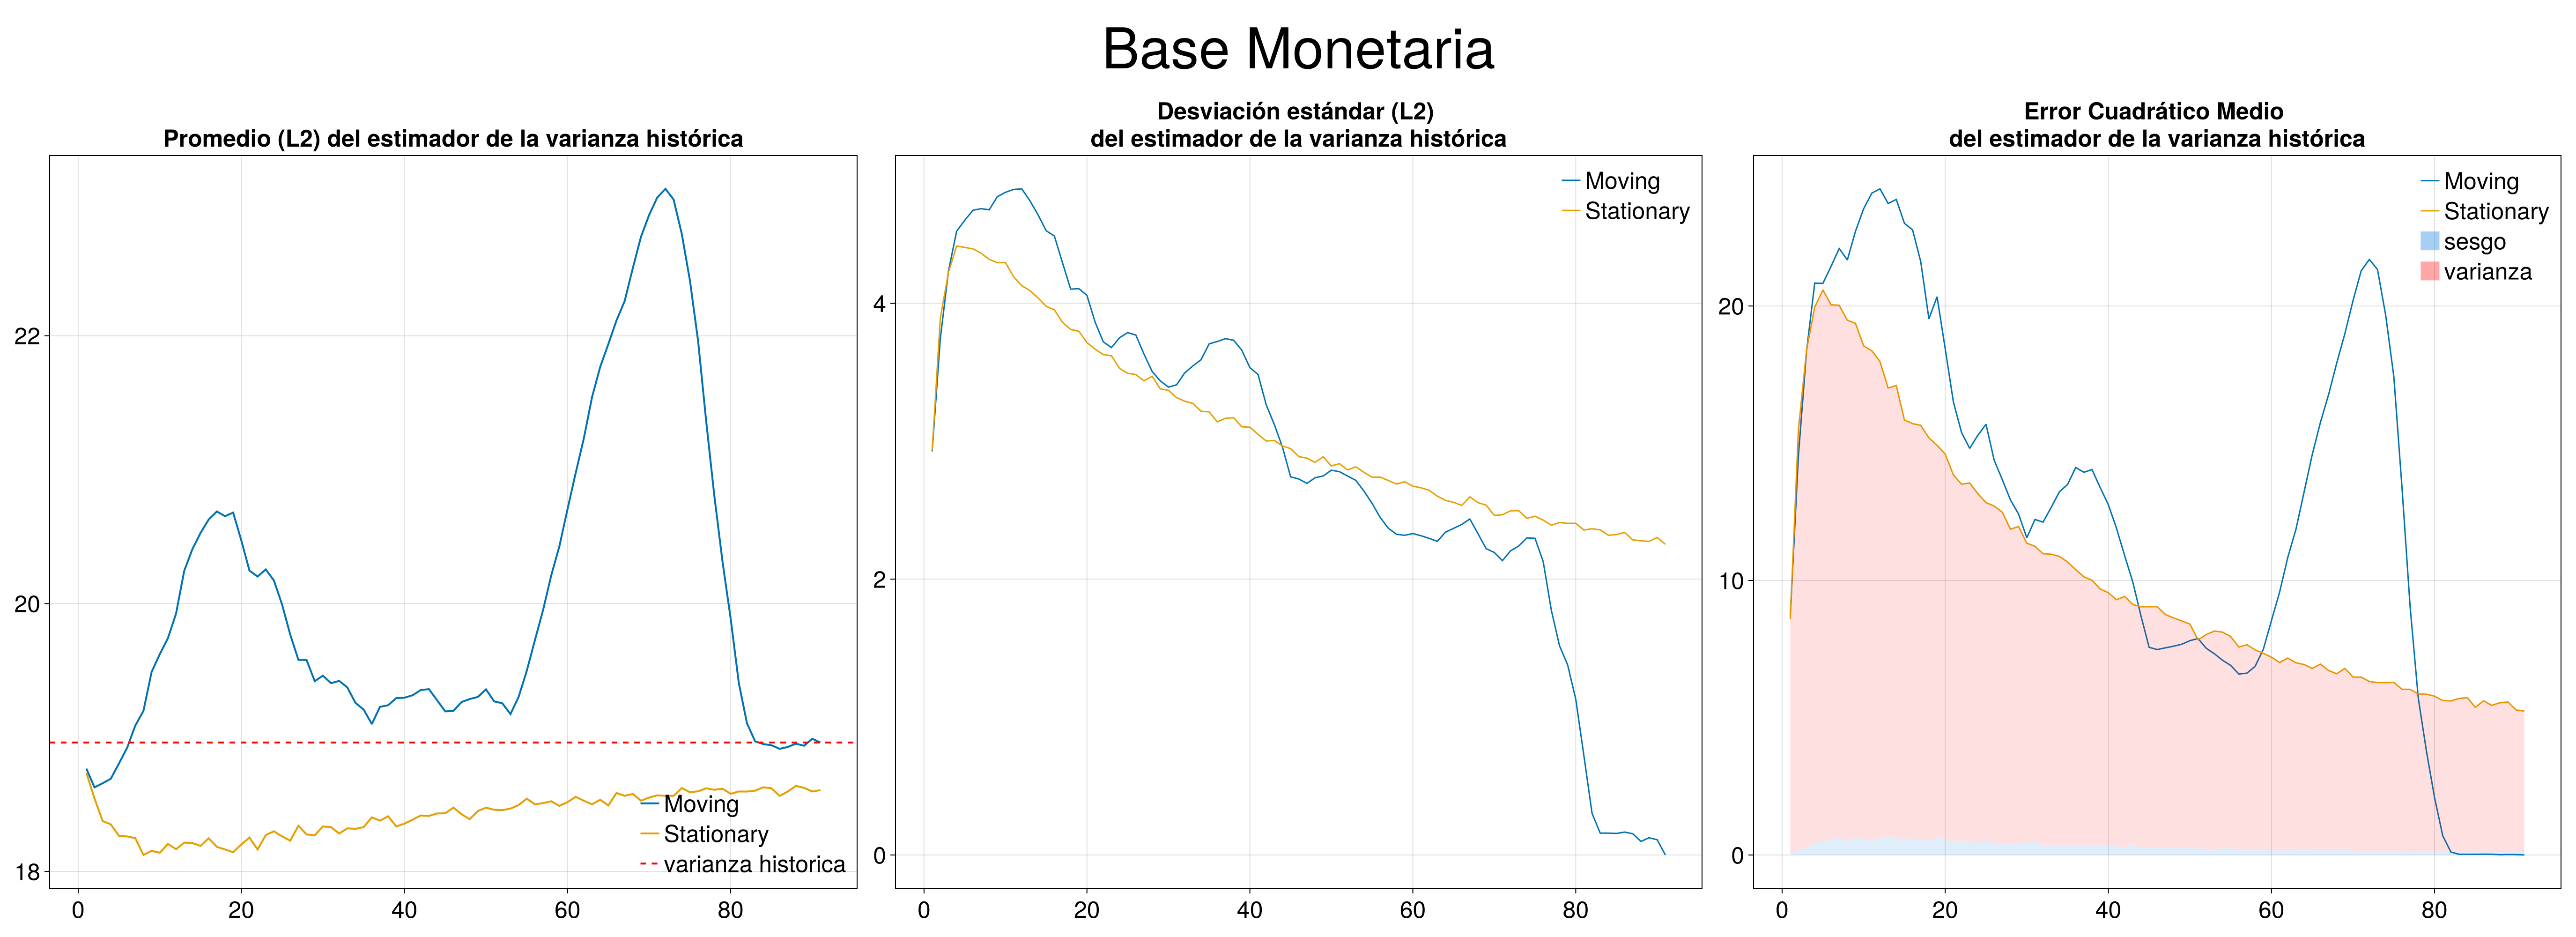 Base Monetaria
Promedio (L2) del estimador de la varianza histórica
22
20
18
0
20
40
60
80
Moving
Stationary
varianza historica
Desviación estándar (L2)
del estimador de la varianza histórica
4
2
0
0
20
40
60
80
Moving
Stationary
Error Cuadrático Medio
del estimador de la varianza histórica
20
10
0
0
20
40
60
80
Moving
Stationary
sesgo
varianza